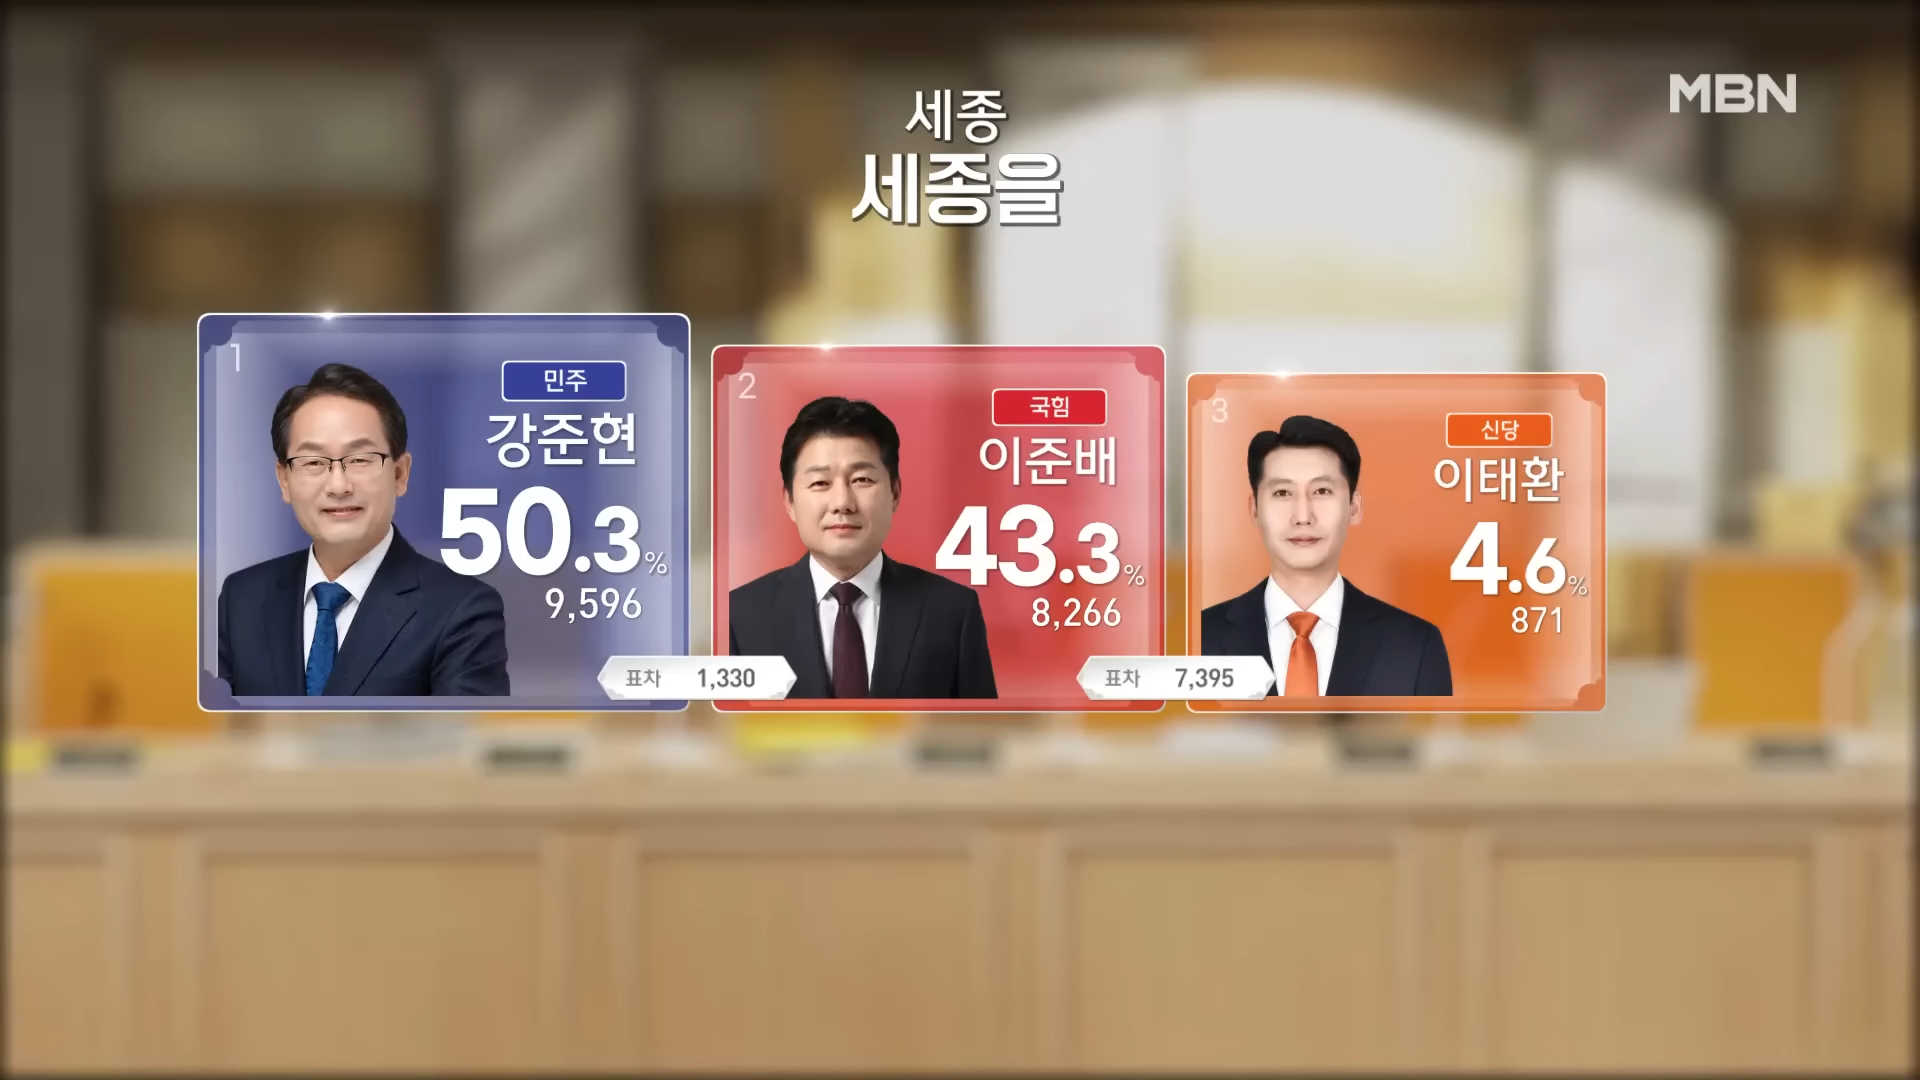 MBN
세종
세종을
1
민주
강준현
50.3%
9,596
표차 1,330
2
국힘
이준배
43.3%
8,266
표차 7,395
3
신당
이태환
4.6%
871